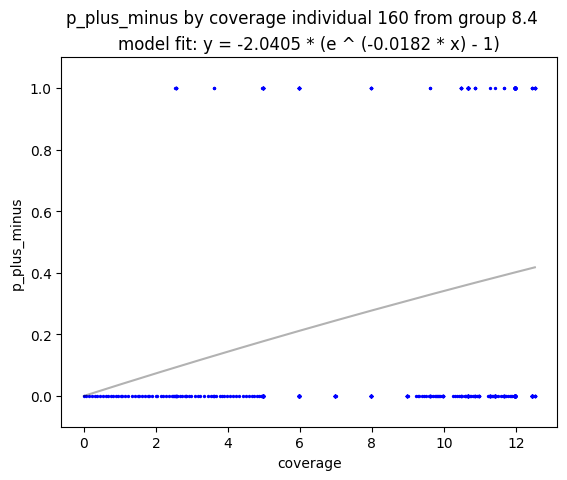 p_plus_minus by coverage individual 160 from group 8.4
model fit: y = -2.0405 * (e ^ (-0.0182 * x) - 1)
1.0
0.8
0.6
0.4
0.2
0.0
p_plus_minus
0 2 4 6 8 10 12
coverage